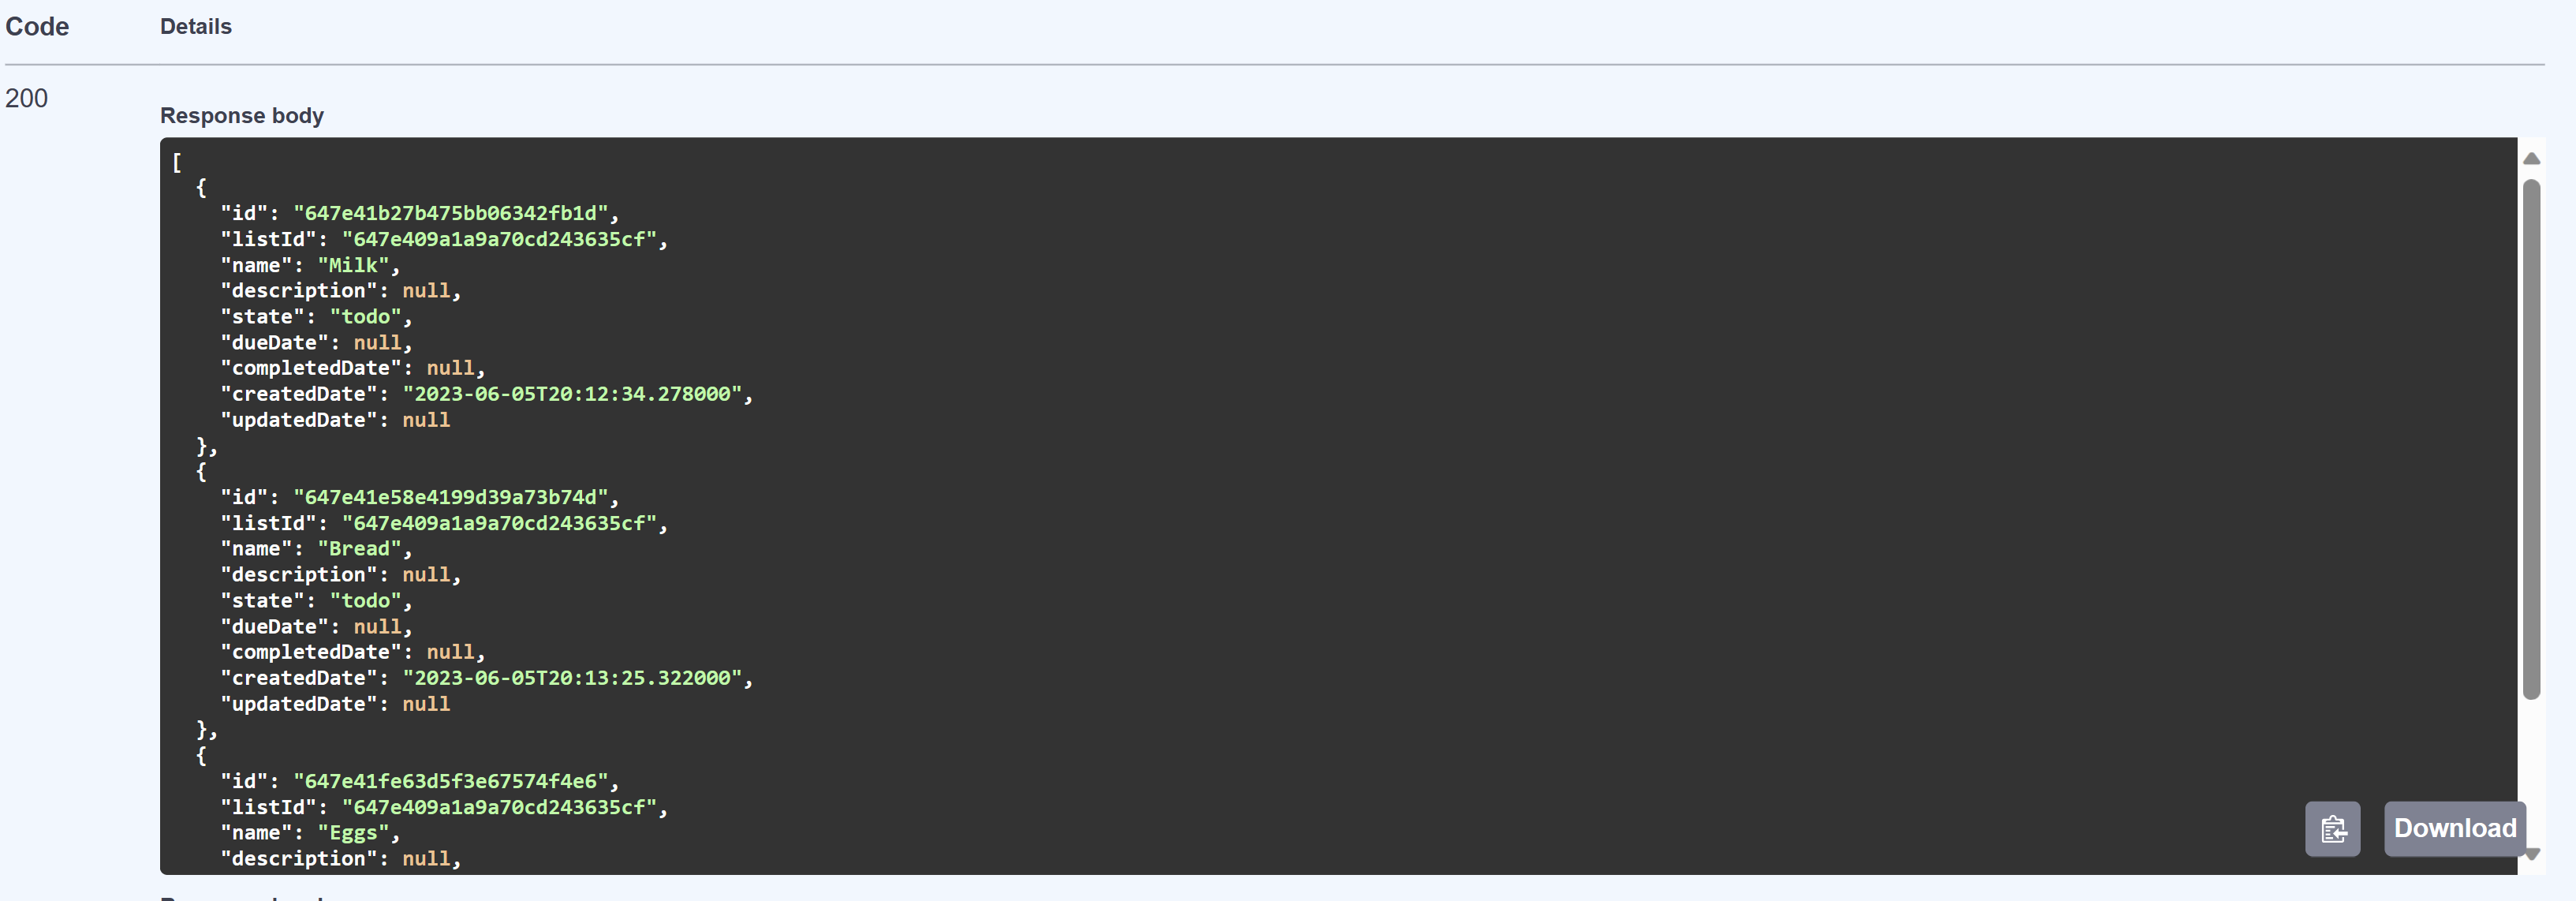 Code Details
200
Response body
[
{
"id": "647e41b27b475bb06342fb1d",
"listId": "647e409a1a9a70cd243635cf",
"name": "Milk",
"description": null,
"state": "todo",
"dueDate": null,
"completedDate": null,
"createdDate": "2023-06-05T20:12:34.278000",
"updatedDate": null
},
{
"id": "647e41e58e4199d39a73b74d",
"listId": "647e409a1a9a70cd243635cf",
"name": "Bread",
"description": null,
"state": "todo",
"dueDate": null,
"completedDate": null,
"createdDate": "2023-06-05T20:13:25.322000",
"updatedDate": null
},
{
"id": "647e41fe63d5f3e67574f4e6",
"listId": "647e409a1a9a70cd243635cf",
"name": "Eggs",
"description": null,
Download